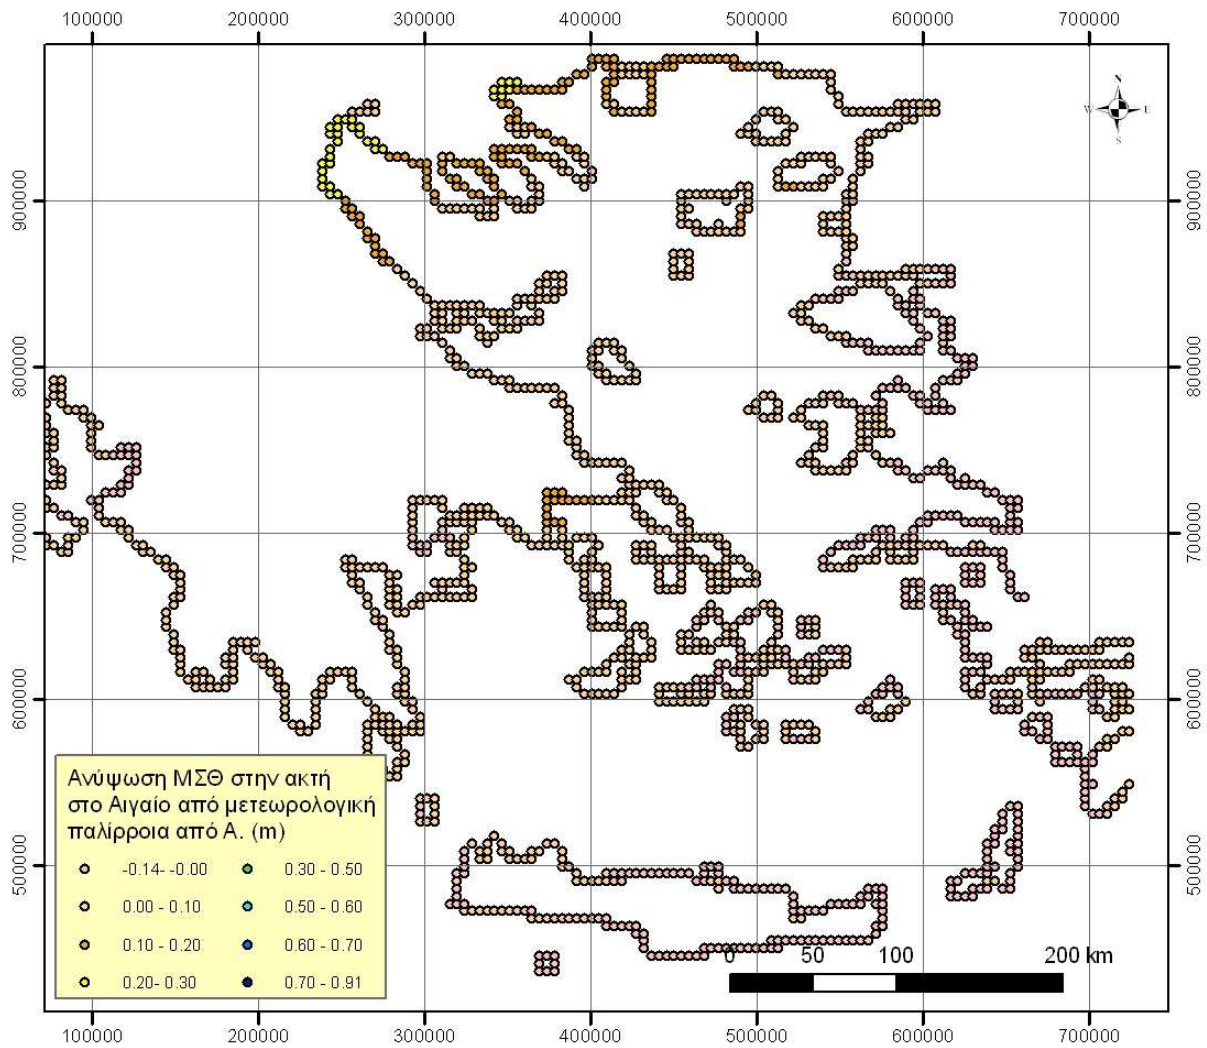 100000 200000 300000 400000 500000 600000 700000
N
W E
S
900000 900000
800000 800000
700000 700000
600000 600000
500000 500000
Ανύψωση ΜΣΘ στην ακτή
στο Αιγαίο από μετεωρολογική
παλίρροια από Α. (m)
-0.14- -0.00 0.30 - 0.50
0.00 - 0.10 0.50 - 0.60
0.10 - 0.20 0.60 - 0.70
0.20- 0.30 0.70 - 0.91
0 50 100 200 km
100000 200000 300000 400000 500000 600000 700000